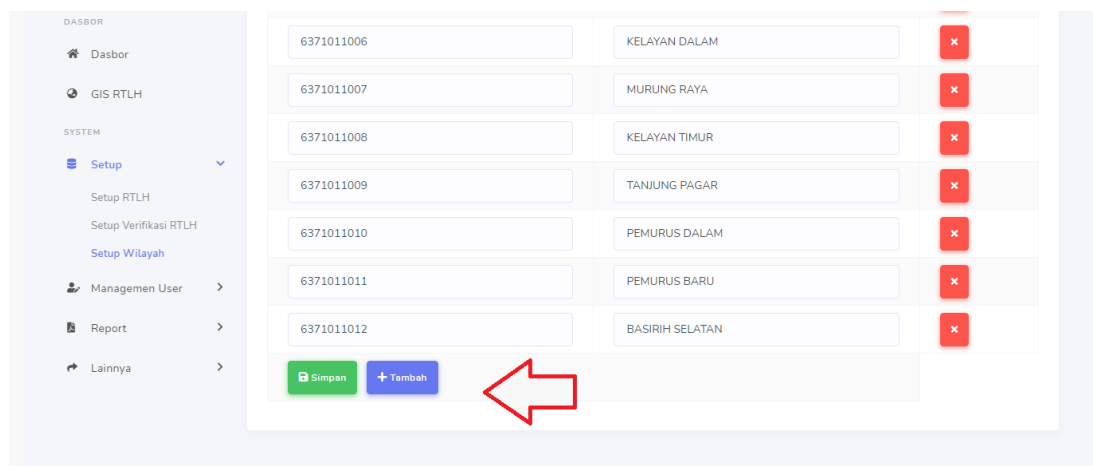 DASBOR
Dasbor
GIS RTLH
SYSTEM
Setup
Setup RTLH
Setup Verifikasi RTLH
Setup Wilayah
Managemen User
Report
Lainnya
6371011006 KELAYAN DALAM
6371011007 MURUNG RAYA
6371011008 KELAYAN TIMUR
6371011009 TANJUNG PAGAR
6371011010 PEMURUS DALAM
6371011011 PEMURUS BARU
6371011012 BASIRIH SELATAN
Simpan + Tambah